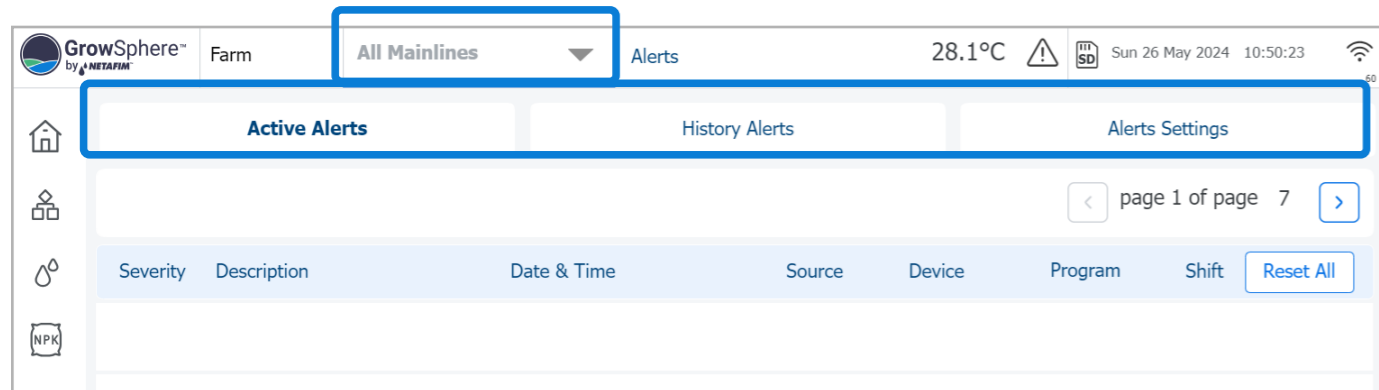 GrowSphere™
by NETAFIM™
Farm
All Mainlines
Alerts
28.1°C
SD
Sun 26 May 2024 10:50:23
60
Active Alerts
History Alerts
Alerts Settings
< page 1 of page 7 >
Severity Description Date & Time Source Device Program Shift Reset All
NPK